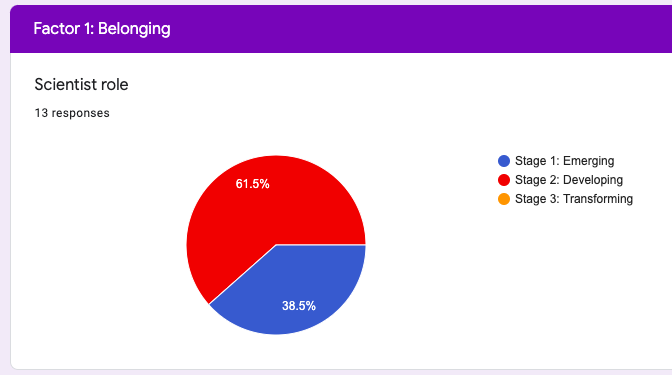 Factor 1: Belonging
Scientist role
13 responses
61.5%
38.5%
Stage 1: Emerging
Stage 2: Developing
Stage 3: Transforming